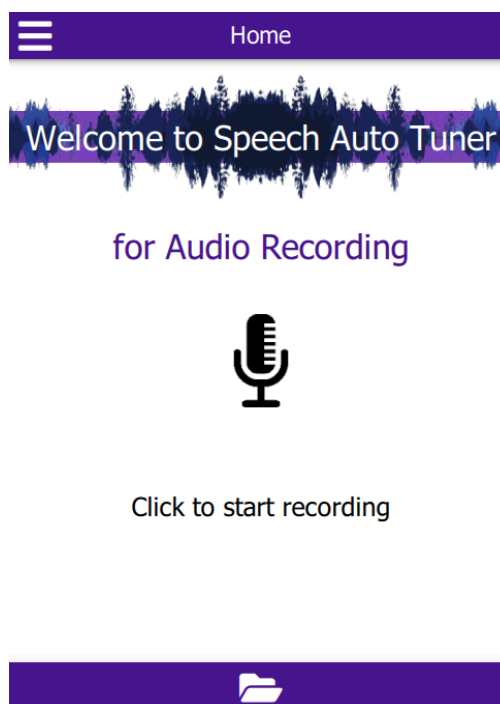 Home
Welcome to Speech Auto Tuner
for Audio Recording
Click to start recording